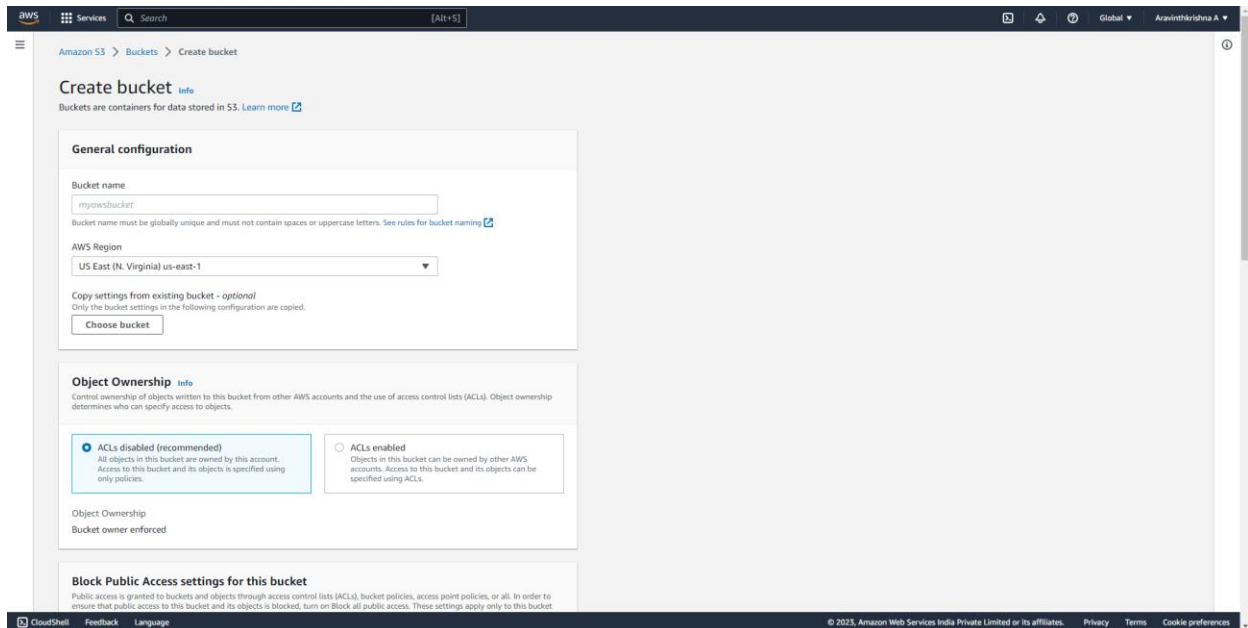 aws
Services
Search
[Alt+S]
Global
Aravinthkrishna A
Amazon S3 > Buckets > Create bucket
Create bucket Info
Buckets are containers for data stored in S3. Learn more
General configuration
Bucket name
myawsbucket
Bucket name must be globally unique and must not contain spaces or uppercase letters. See rules for bucket naming
AWS Region
US East (N. Virginia) us-east-1
Copy settings from existing bucket - optional
Only the bucket settings in the following configuration are copied.
Choose bucket
Object Ownership Info
Control ownership of objects written to this bucket from other AWS accounts and the use of access control lists (ACLs). Object ownership
determines who can specify access to objects.
ACLs disabled (recommended)
All objects in this bucket are owned by this account.
Access to this bucket and its objects is specified using
only policies.
ACLs enabled
Objects in this bucket can be owned by other AWS
accounts. Access to this bucket and its objects can be
specified using ACLs.
Object Ownership
Bucket owner enforced
Block Public Access settings for this bucket
Public access is granted to buckets and objects through access control lists (ACLs), bucket policies, access point policies, or all. In order to
ensure that public access to this bucket and its objects is blocked, turn on Block all public access. These settings apply only to this bucket
CloudShell
Feedback
Language
© 2023, Amazon Web Services India Private Limited or its affiliates.
Privacy
Terms
Cookie preferences